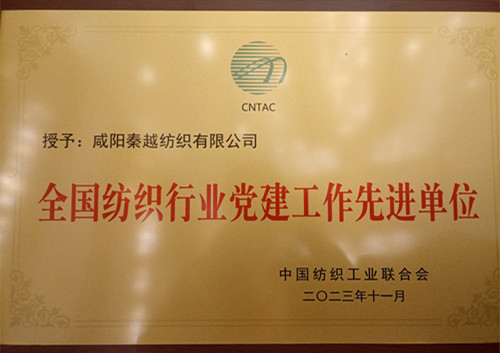 CNTAC
授予：咸阳秦越纺织有限公司
全国纺织行业党建工作先进单位
中国纺织工业联合会
二〇二三年十一月